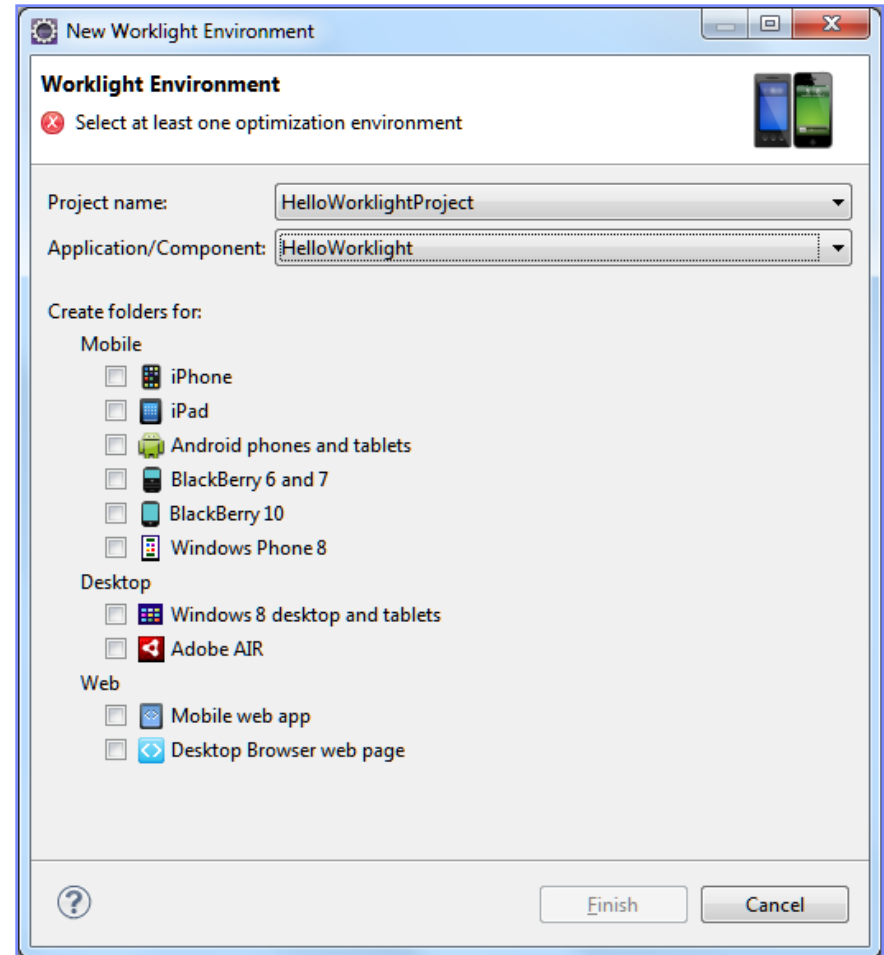 New Worklight Environment
Worklight Environment
Select at least one optimization environment
Project name: HelloWorklightProject
Application/Component: HelloWorklight
Create folders for:
Mobile
iPhone
iPad
Android phones and tablets
BlackBerry 6 and 7
BlackBerry 10
Windows Phone 8
Desktop
Windows 8 desktop and tablets
Adobe AIR
Web
Mobile web app
Desktop Browser web page
Finish Cancel